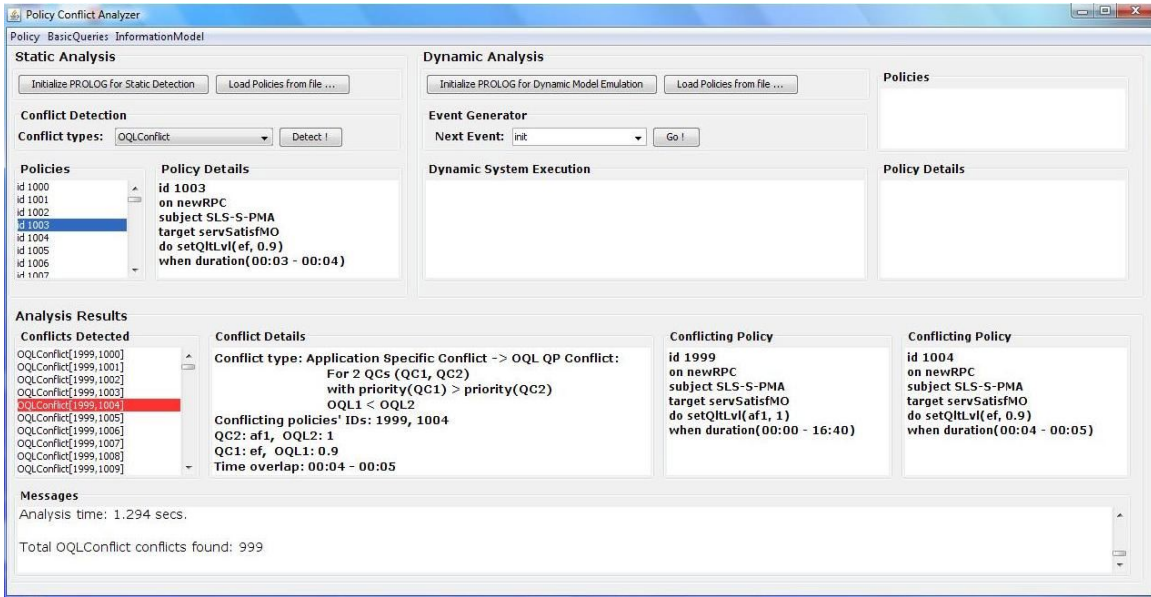 Policy Conflict Analyzer
Policy BasicQueries InformationModel
Static Analysis
Initialize PROLOG for Static Detection
Load Policies from file ...
Conflict Detection
Conflict types:
OQLConflict
Detect !
Policies
id 1000
id 1001
id 1002
id 1003
id 1004
id 1005
id 1006
id 1007
Policy Details
id 1003
on newRPC
subject SLS-S-PMA
target servSatisfMO
do setQltLvl(ef, 0.9)
when duration(00:03 - 00:04)
Dynamic Analysis
Initialize PROLOG for Dynamic Model Emulation
Load Policies from file ...
Event Generator
Next Event:
init
Go !
Dynamic System Execution
Policies
Policy Details
Analysis Results
Conflicts Detected
OQLConflict[1999,1000]
OQLConflict[1999,1001]
OQLConflict[1999,1002]
OQLConflict[1999,1003]
OQLConflict[1999,1004]
OQLConflict[1999,1005]
OQLConflict[1999,1006]
OQLConflict[1999,1007]
OQLConflict[1999,1008]
OQLConflict[1999,1009]
Conflict Details
Conflict type: Application Specific Conflict -> OQL QP Conflict:
For 2 QCs (QC1, QC2)
with priority(QC1) > priority(QC2)
OQL1 < OQL2
Conflicting policies' IDs: 1999, 1004
QC2: af1, OQL2: 1
QC1: ef, OQL1: 0.9
Time overlap: 00:04 - 00:05
Conflicting Policy
id 1999
on newRPC
subject SLS-S-PMA
target servSatisfMO
do setQltLvl(af1, 1)
when duration(00:00 - 16:40)
Conflicting Policy
id 1004
on newRPC
subject SLS-S-PMA
target servSatisfMO
do setQltLvl(ef, 0.9)
when duration(00:04 - 00:05)
Messages
Analysis time: 1.294 secs.
Total OQLConflict conflicts found: 999